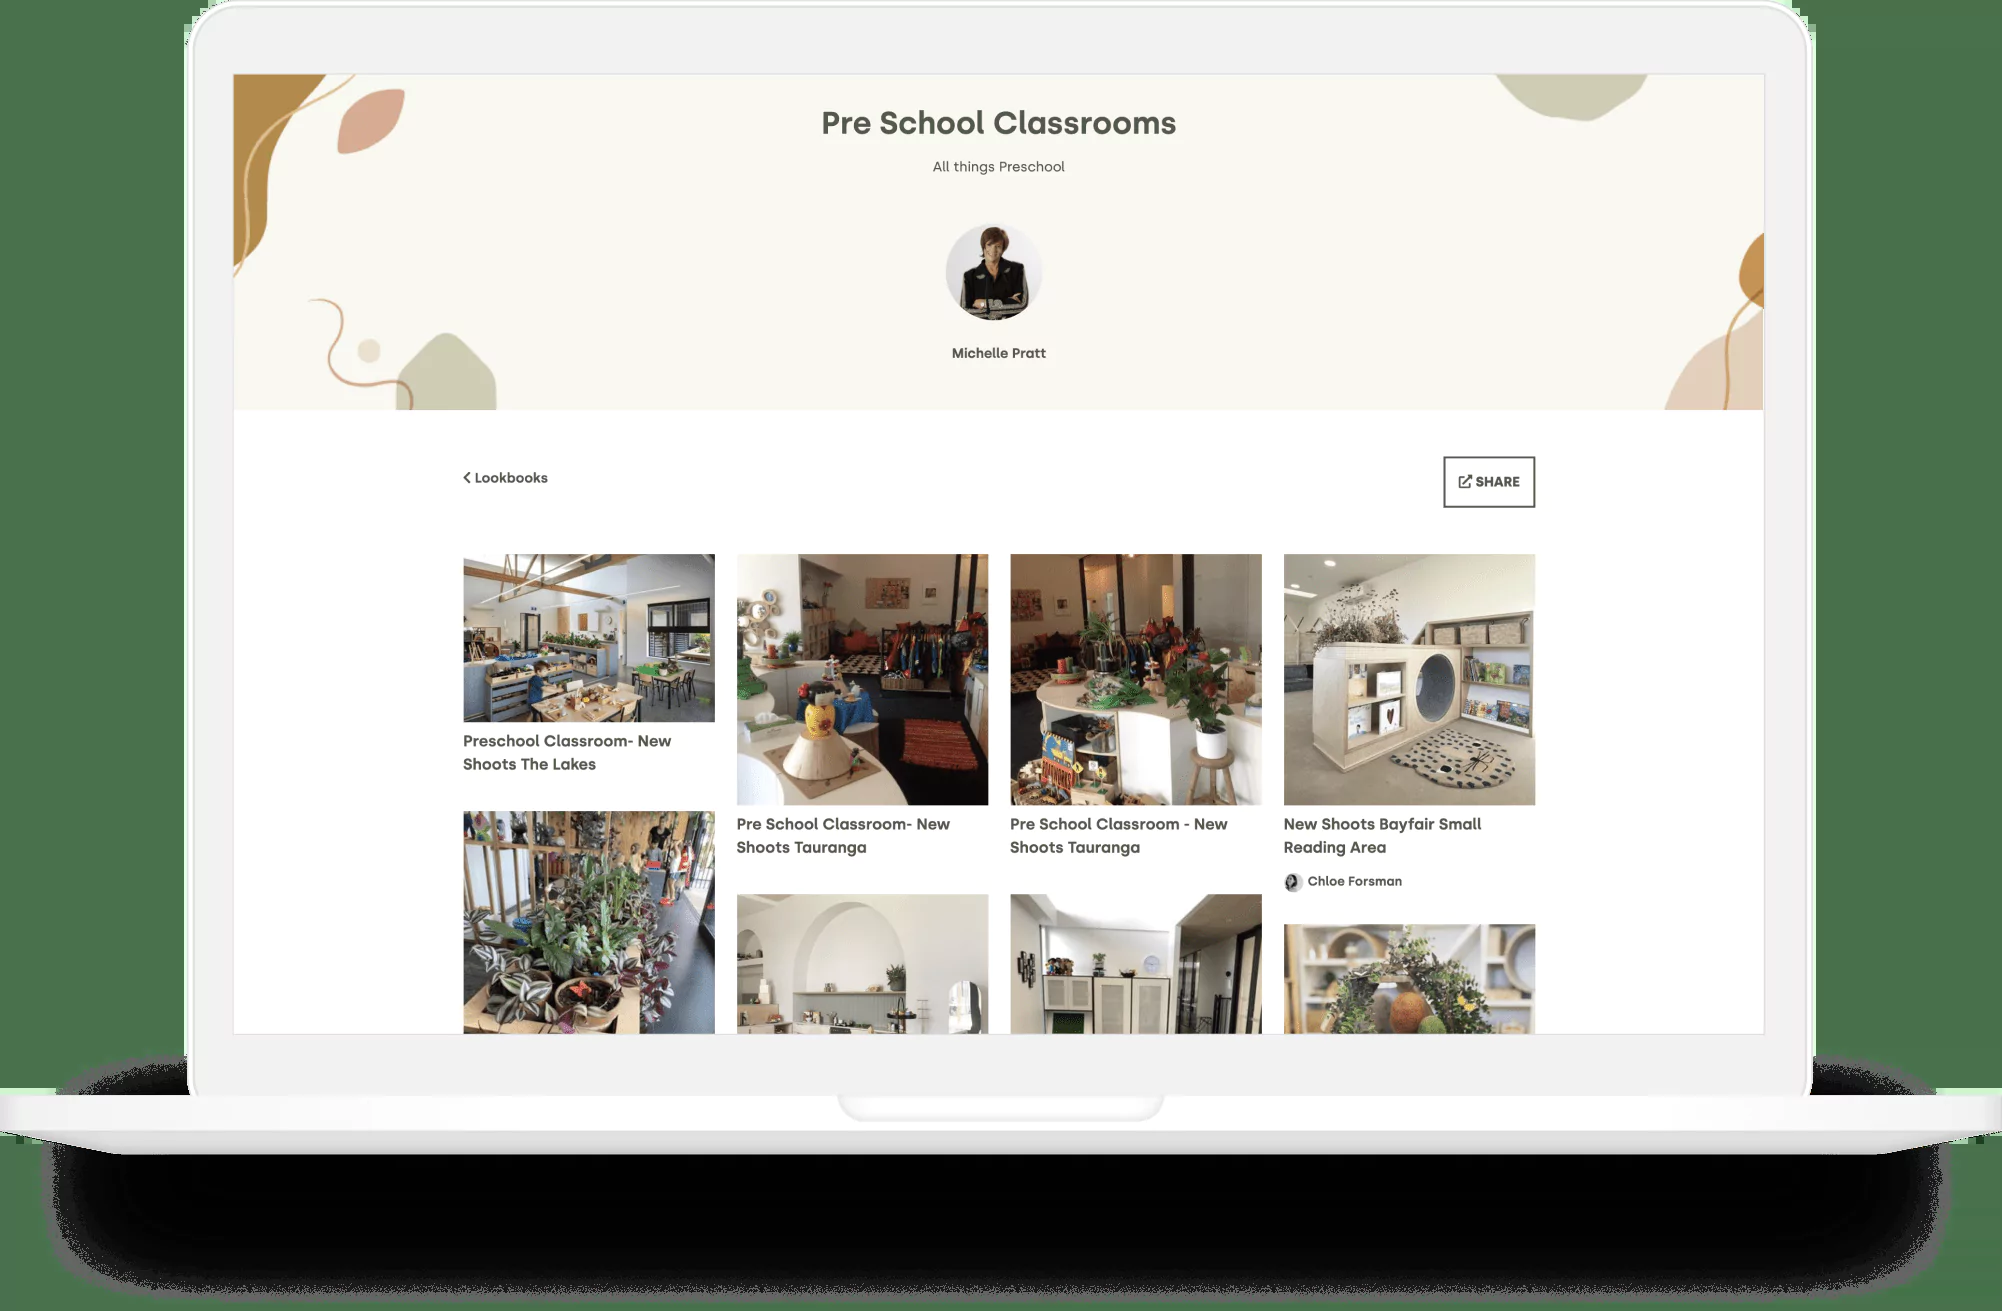 Pre School Classrooms
All things Preschool
Michelle Pratt
Lookbooks
SHARE
Preschool Classroom- New
Shoots The Lakes
Pre School Classroom- New
Shoots Tauranga
Pre School Classroom - New
Shoots Tauranga
New Shoots Bayfair Small
Reading Area
Chloe Forsman